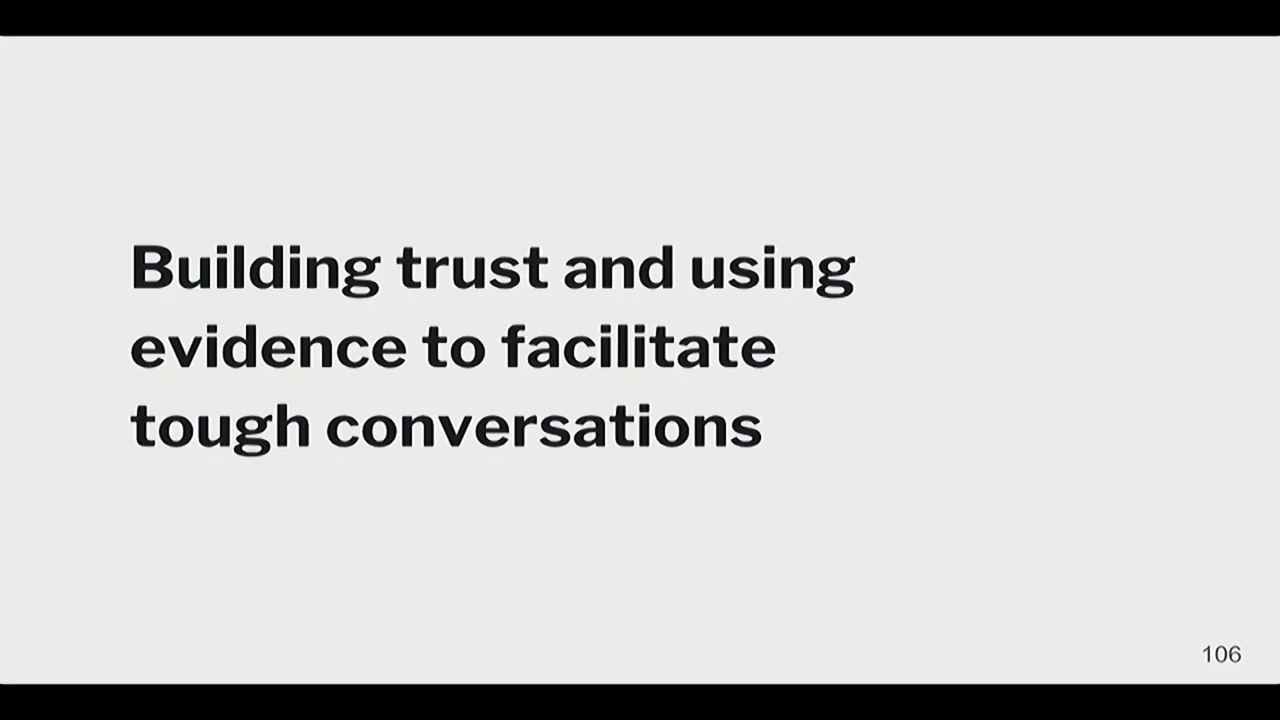 Building trust and using
evidence to facilitate
tough conversations
106